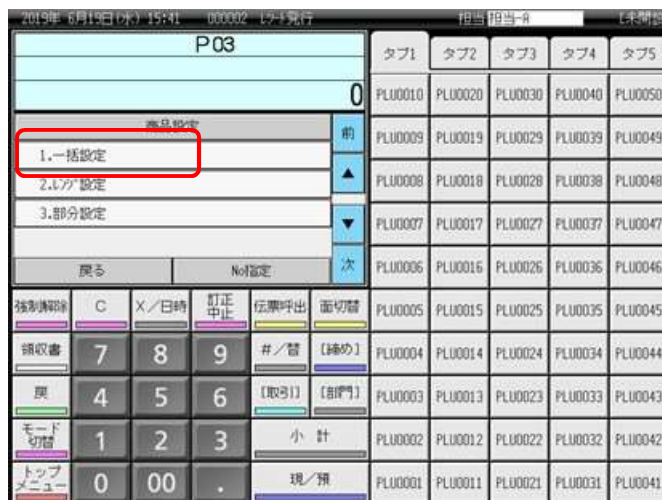 2019年 6月19日(水) 15:41 000002 レシート発行 担当 担当-A
P03
0
商品設定
1.一括設定
2.レンジ設定
3.部分設定
前
▲
▼
次
戻る No指定
タブ1 タブ2 タブ3 タブ4 タブ5
PLU0010 PLU0020 PLU0030 PLU0040 PLU0050
PLU0009 PLU0019 PLU0029 PLU0039 PLU0049
PLU0008 PLU0018 PLU0028 PLU0038 PLU0048
PLU0007 PLU0017 PLU0027 PLU0037 PLU0047
PLU0006 PLU0016 PLU0026 PLU0036 PLU0046
強制解除 C X/日時 訂正中止 伝票呼出 面切替 PLU0005 PLU0015 PLU0025 PLU0035 PLU0045
領収書 7 8 9 #/替 [締め] PLU0004 PLU0014 PLU0024 PLU0034 PLU0044
戻 4 5 6 [取引] [部門] PLU0003 PLU0013 PLU0023 PLU0033 PLU0043
モード切替 1 2 3 小 計 PLU0002 PLU0012 PLU0022 PLU0032 PLU0042
トップメニュー 0 00 . 現/預 PLU0001 PLU0011 PLU0021 PLU0031 PLU0041